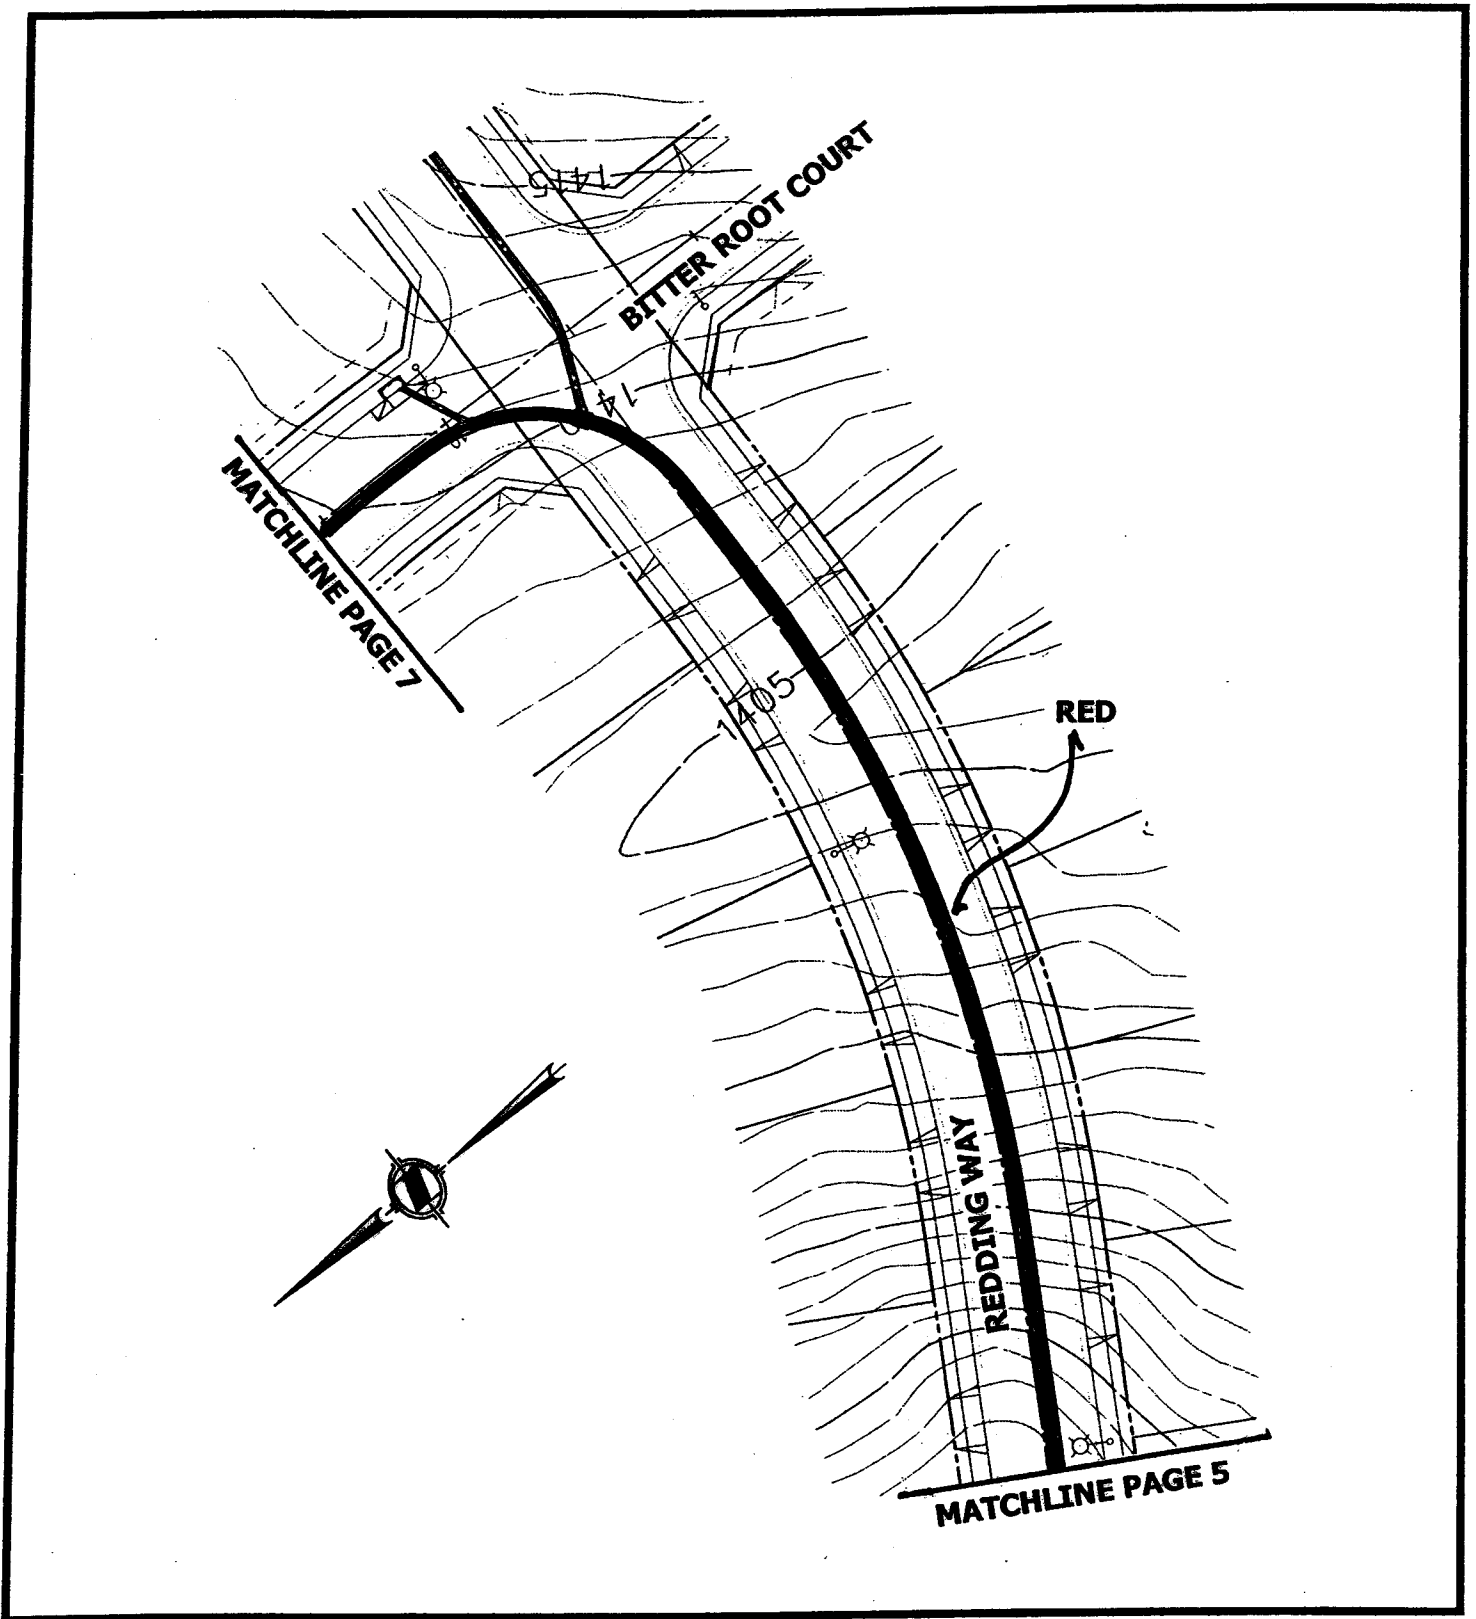 1415
BITTER ROOT COURT
1410
MATCHLINE PAGE 7
1405
RED
REDDING WAY
MATCHLINE PAGE 5